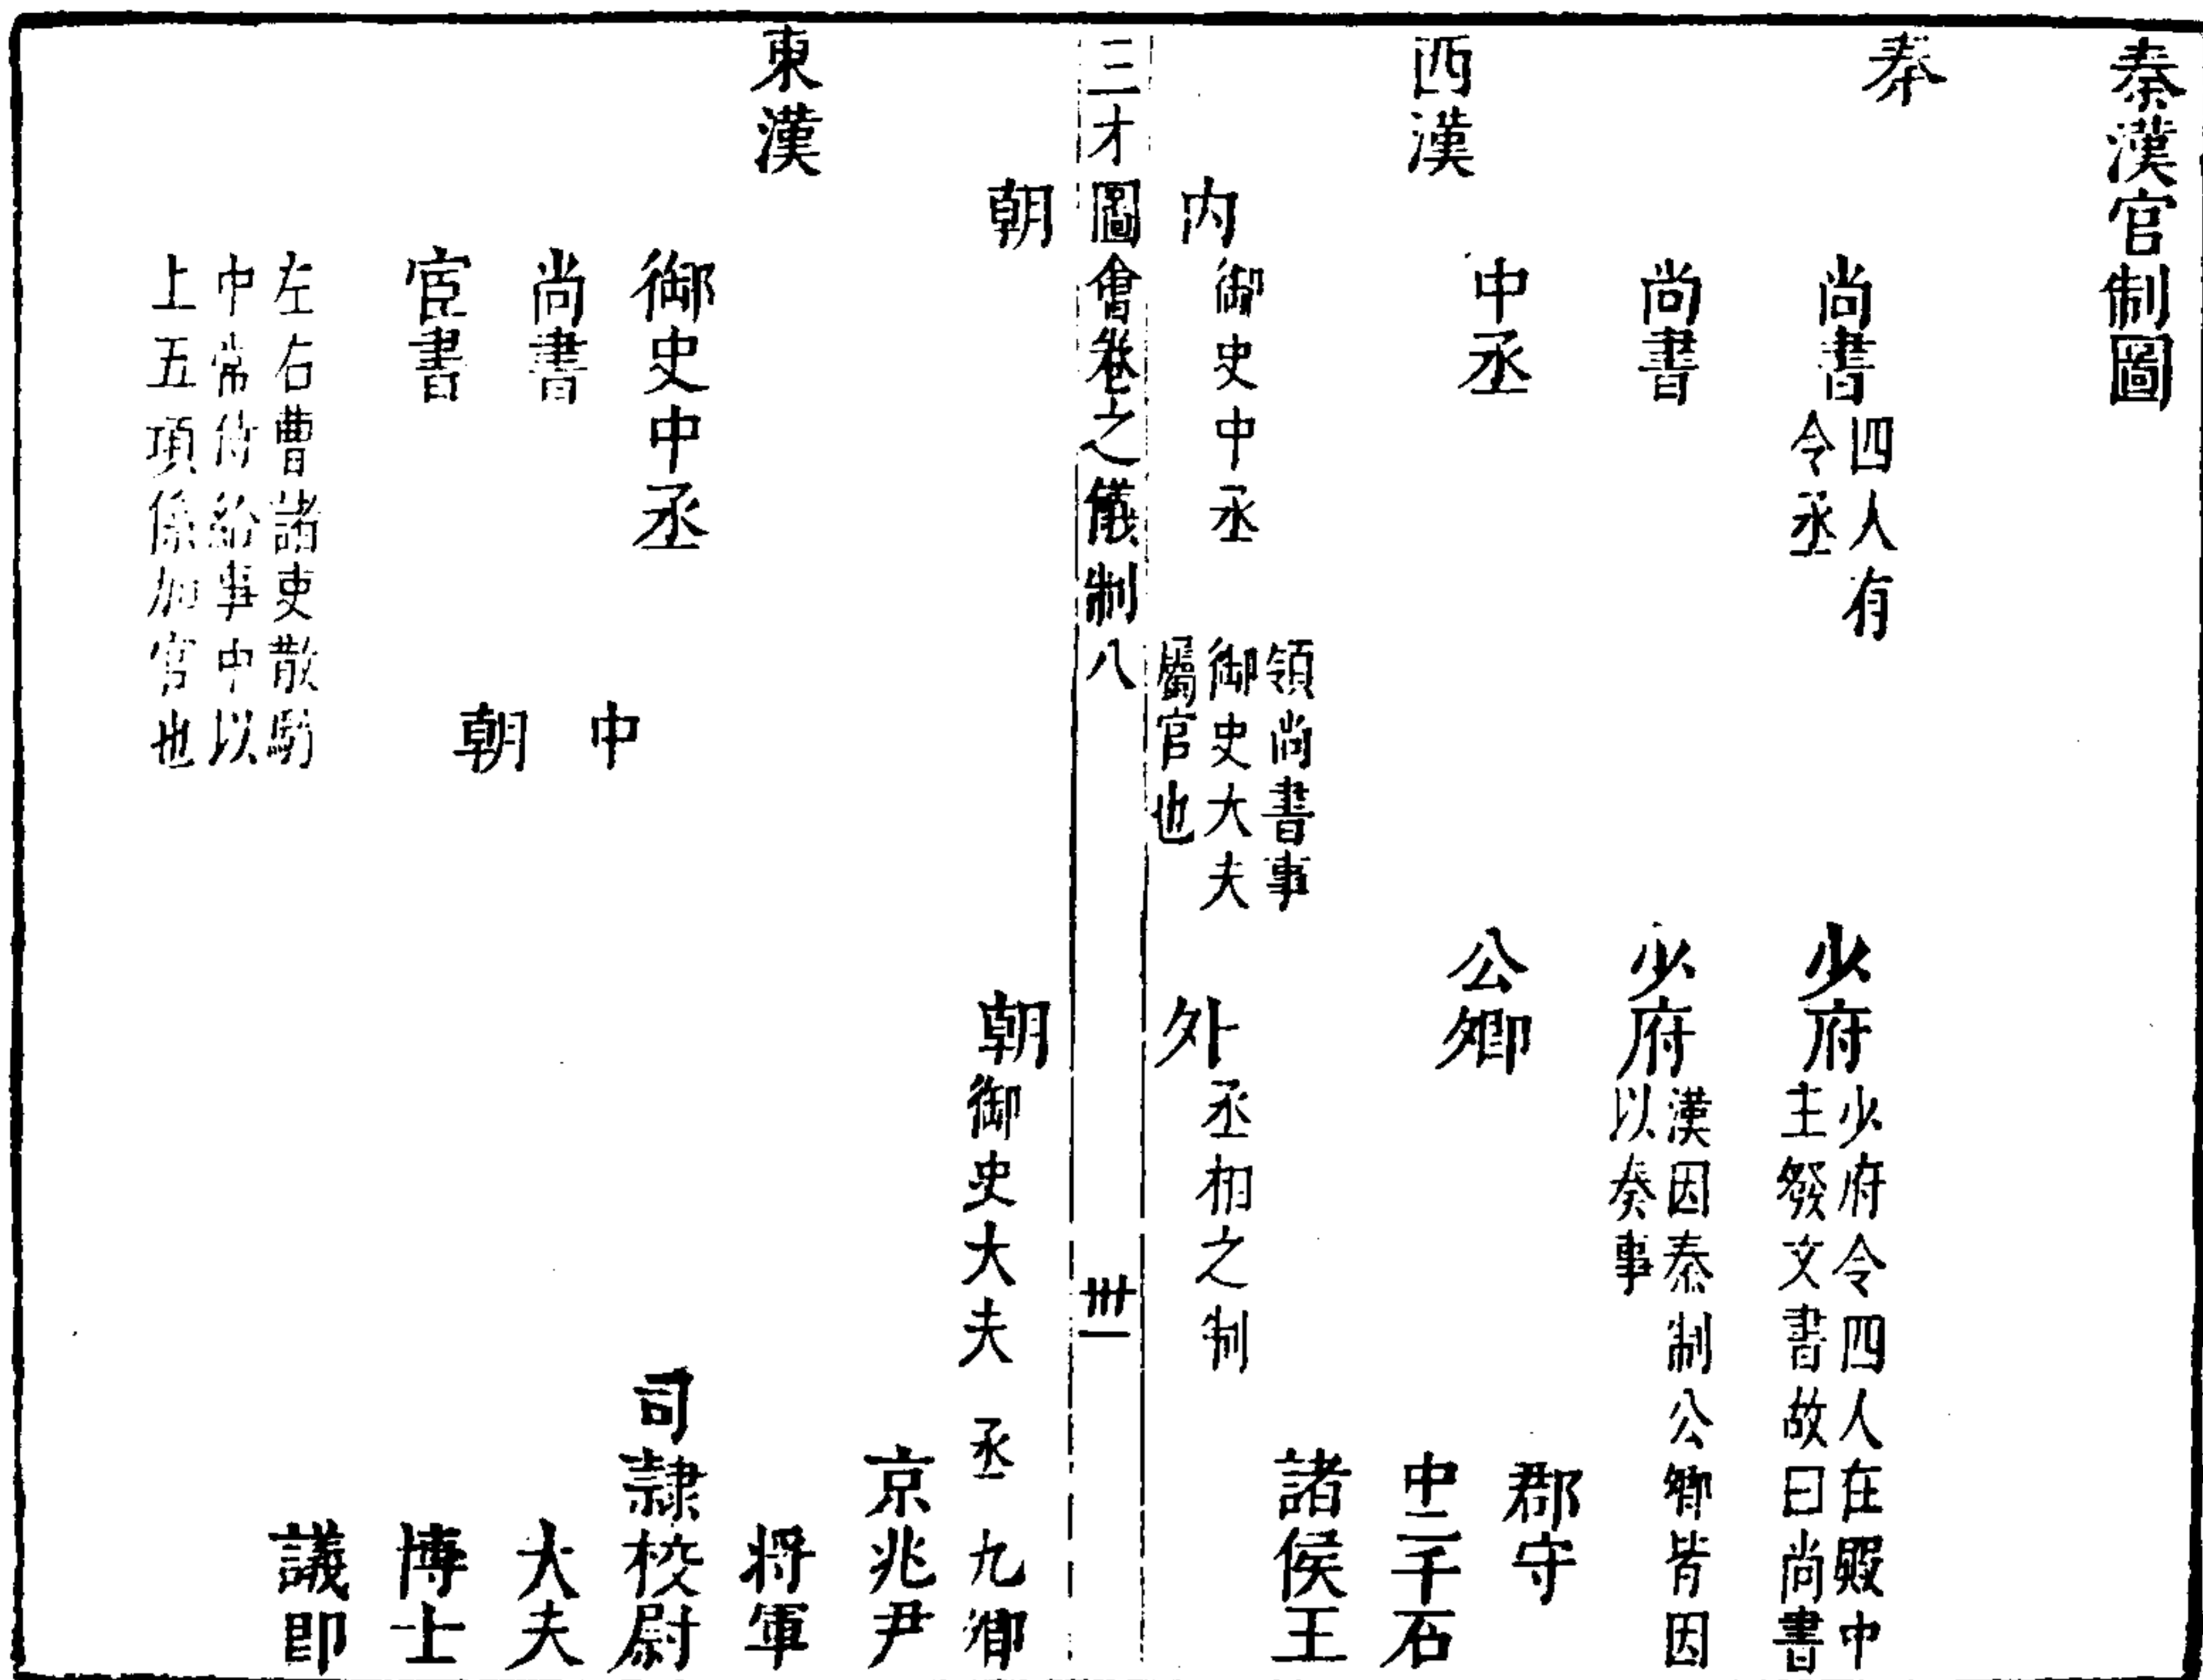 秦漢官制圖
秦
尚書四人有令丞
少府少府令四人在殿中主發文書故曰尚書
尚書
少府漢因秦制公卿皆因以奏事
郡守
西漢
中丞
公卿
中二千石
諸侯王
領尚書事
内
御史中丞
御史大夫
屬官也
外
丞相之制
三才圖會卷之儀制八
卅一
朝
朝
御史大夫
丞
九卿
京兆尹
東漢
將軍
御史中丞
中
司隸校尉
尚書
朝
大夫
宦書
博士
左右曹諸吏散騎
中常侍給事中以
上五項係加官也
議郎